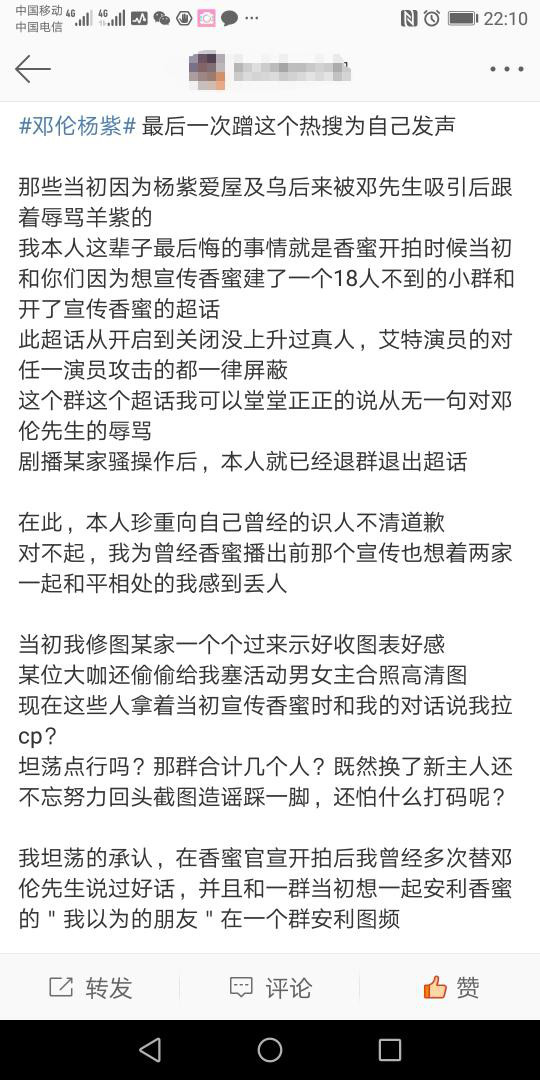 中国移动 4G 4G
中国电信
22:10
#邓伦杨紫# 最后一次蹭这个热搜为自己发声
那些当初因为杨紫爱屋及乌后来被邓先生吸引后跟
着辱骂羊紫的
我本人这辈子最后悔的事情就是香蜜开拍时候当初
和你们因为想宣传香蜜建了一个18人不到的小群和
开了宣传香蜜的超话
此超话从开启到关闭没上升过真人，艾特演员的对
任一演员攻击的都一律屏蔽
这个群这个超话我可以堂堂正正的说从无一句对邓
伦先生的辱骂
剧播某家骚操作后，本人就已经退群退出超话
在此，本人珍重向自己曾经的识人不清道歉
对不起，我为曾经香蜜播出前那个宣传也想着两家
一起和平相处的我感到丢人
当初我修图某家一个个过来示好收图表好感
某位大咖还偷偷给我塞活动男女主合照高清图
现在这些人拿着当初宣传香蜜时和我的对话说我拉
cp？
坦荡点行吗？那群合计几个人？既然换了新主人还
不忘努力回头截图造谣踩一脚，还怕什么打码呢？
我坦荡的承认，在香蜜官宣开拍后我曾经多次替邓
伦先生说过好话，并且和一群当初想一起安利香蜜
的＂我以为的朋友＂在一个群安利图频
转发
评论
赞